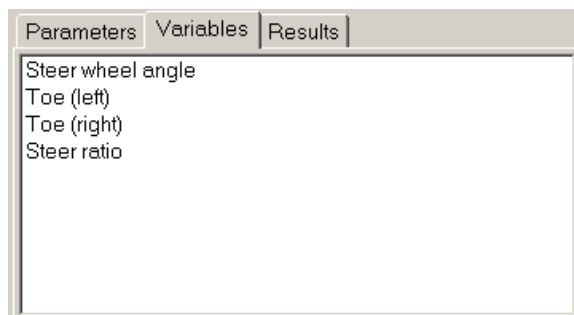 Parameters Variables Results
Steer wheel angle
Toe (left)
Toe (right)
Steer ratio